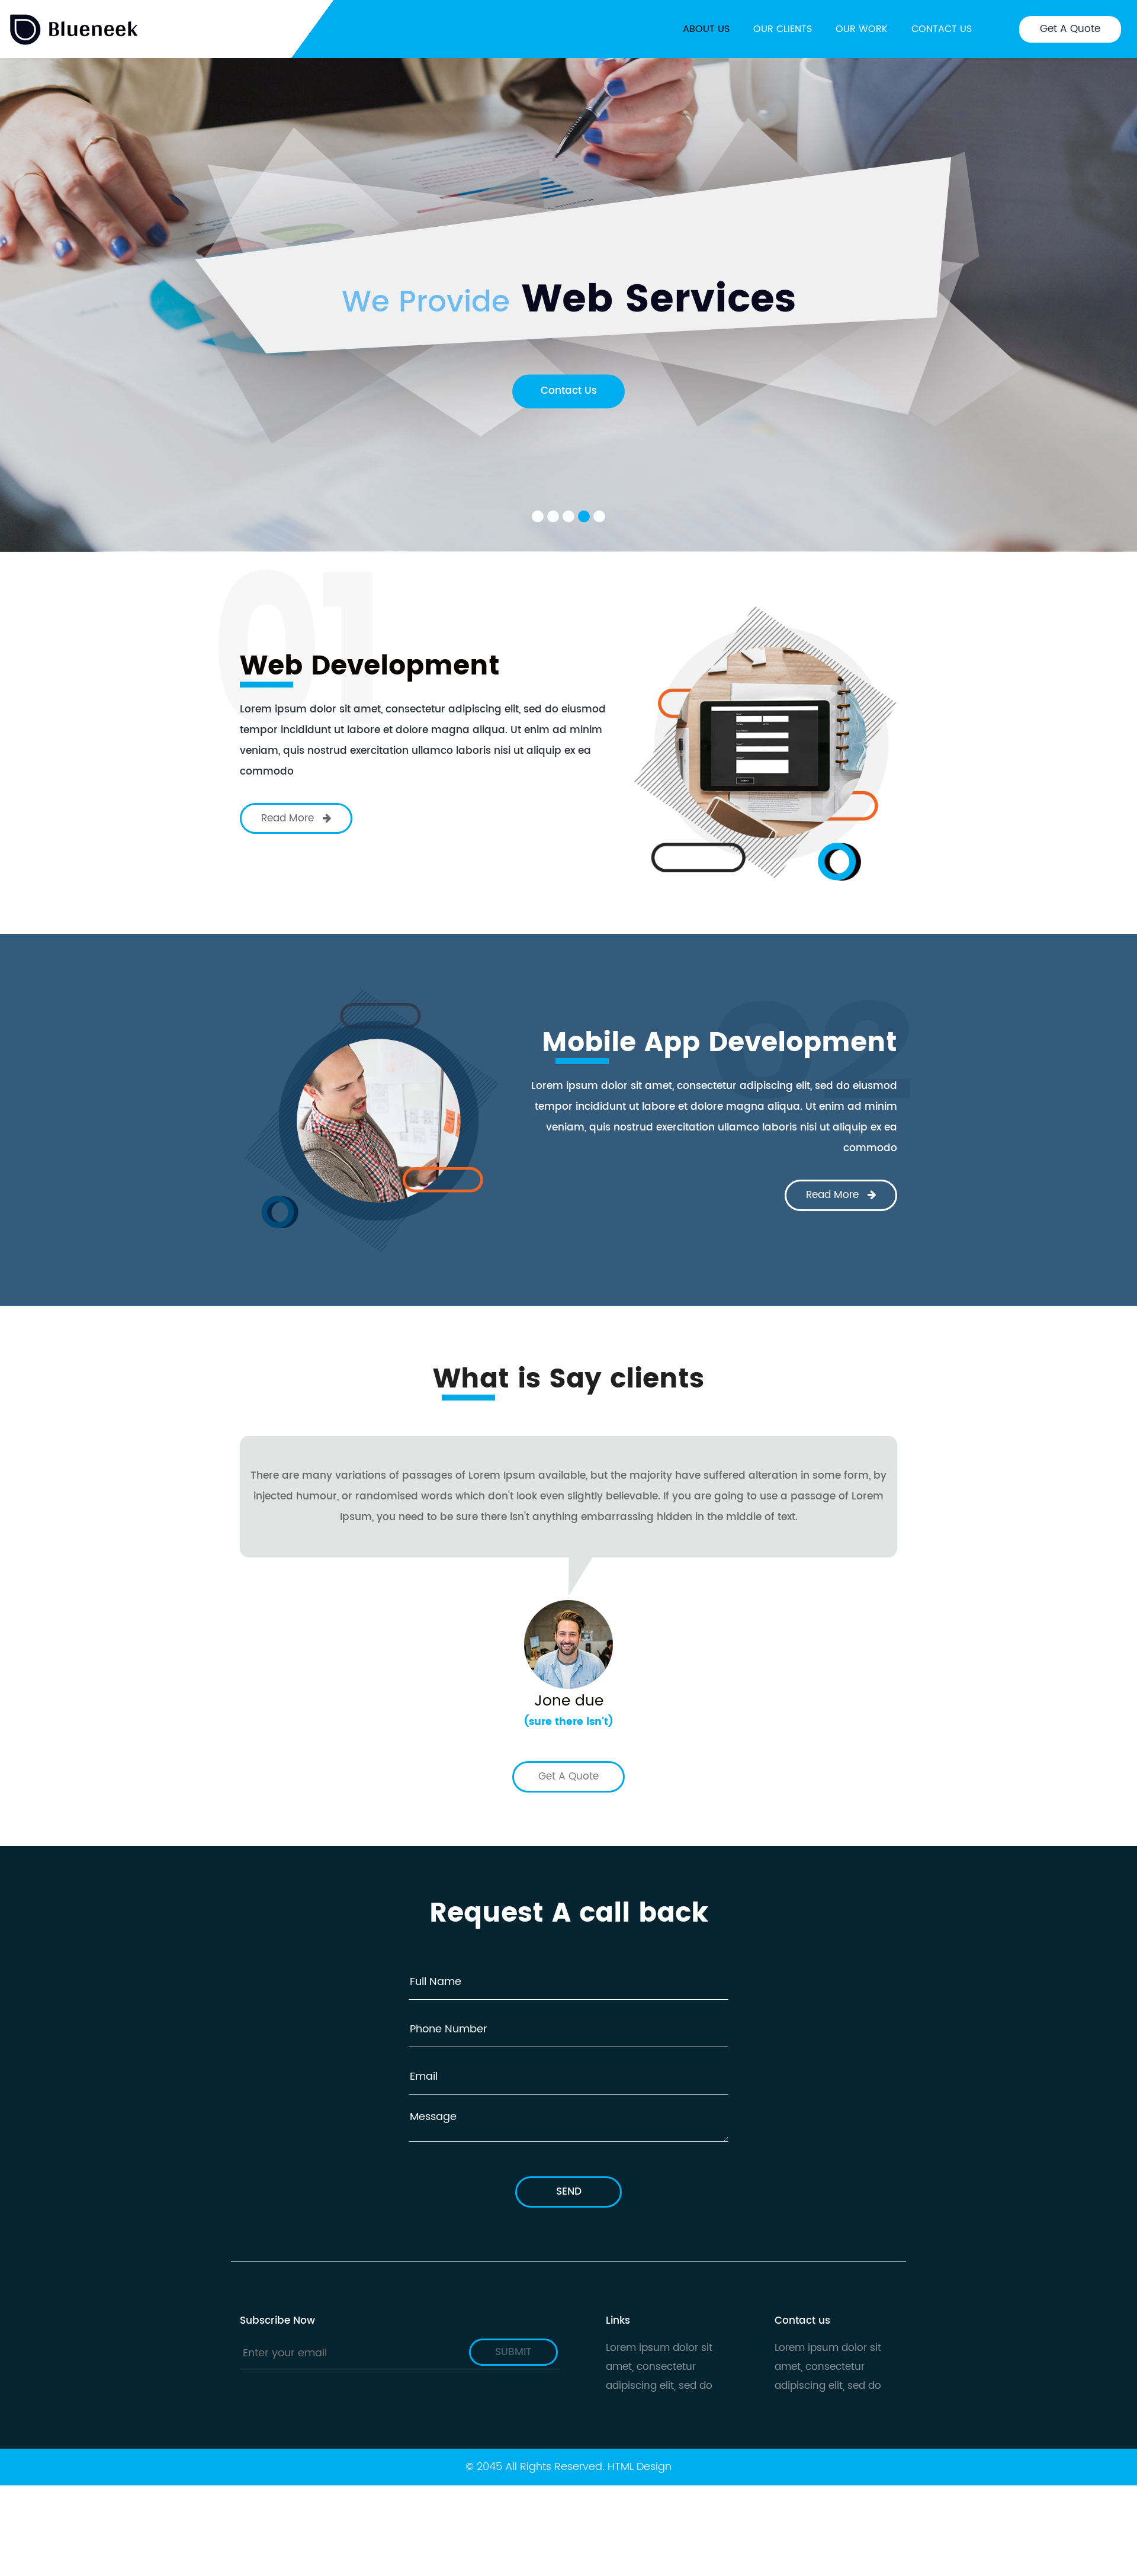 Blueneek
ABOUT US
OUR CLIENTS
OUR WORK
CONTACT US
Get A Quote
We Provide Web Services
Contact Us
01
Web Development
Lorem ipsum dolor sit amet, consectetur adipiscing elit, sed do eiusmod
tempor incididunt ut labore et dolore magna aliqua. Ut enim ad minim
veniam, quis nostrud exercitation ullamco laboris nisi ut aliquip ex ea
commodo
Read More
02
Mobile App Development
Lorem ipsum dolor sit amet, consectetur adipiscing elit, sed do eiusmod
tempor incididunt ut labore et dolore magna aliqua. Ut enim ad minim
veniam, quis nostrud exercitation ullamco laboris nisi ut aliquip ex ea
commodo
Read More
What is Say clients
There are many variations of passages of Lorem Ipsum available, but the majority have suffered alteration in some form, by
injected humour, or randomised words which don't look even slightly believable. If you are going to use a passage of Lorem
Ipsum, you need to be sure there isn't anything embarrassing hidden in the middle of text.
Jone due
(sure there isn't)
Get A Quote
Request A call back
Full Name
Phone Number
Email
Message
SEND
Subscribe Now
Enter your email
SUBMIT
Links
Lorem ipsum dolor sit
amet, consectetur
adipiscing elit, sed do
Contact us
Lorem ipsum dolor sit
amet, consectetur
adipiscing elit, sed do
© 2045 All Rights Reserved. HTML Design